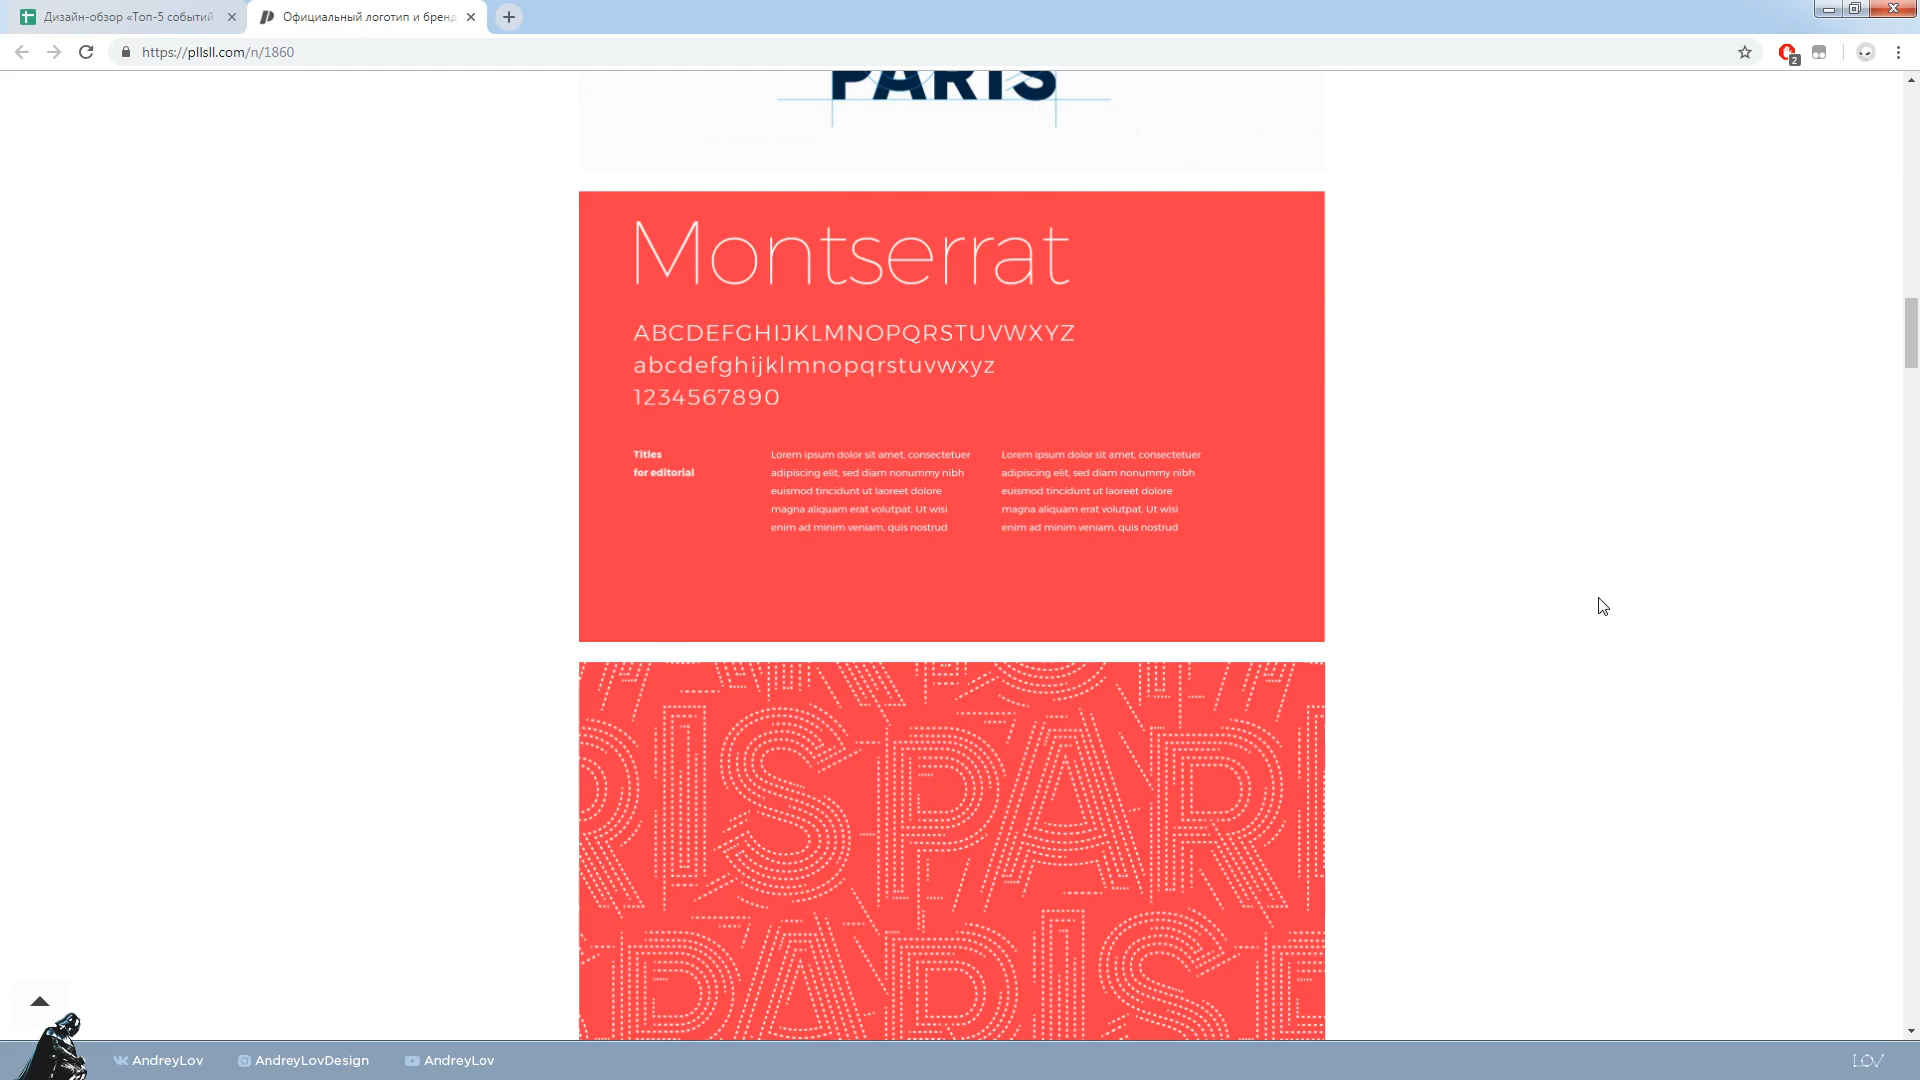 Дизайн-обзор «Топ-5 событий
Официальный логотип и бренд
https://pllsll.com/n/1860
2
PARIS
Montserrat
ABCDEFGHIJKLMNOPQRSTUVWXYZ
abcdefghijklmnopqrstuvwxyz
1234567890
Titles
for editorial
Lorem ipsum dolor sit amet, consectetuer
adipiscing elit, sed diam nonummy nibh
euismod tincidunt ut laoreet dolore
magna aliquam erat volutpat. Ut wisi
enim ad minim veniam, quis nostrud
Lorem ipsum dolor sit amet, consectetuer
adipiscing elit, sed diam nonummy nibh
euismod tincidunt ut laoreet dolore
magna aliquam erat volutpat. Ut wisi
enim ad minim veniam, quis nostrud
RIS PARI
PARISE
AndreyLov
AndreyLovDesign
AndreyLov
LOV